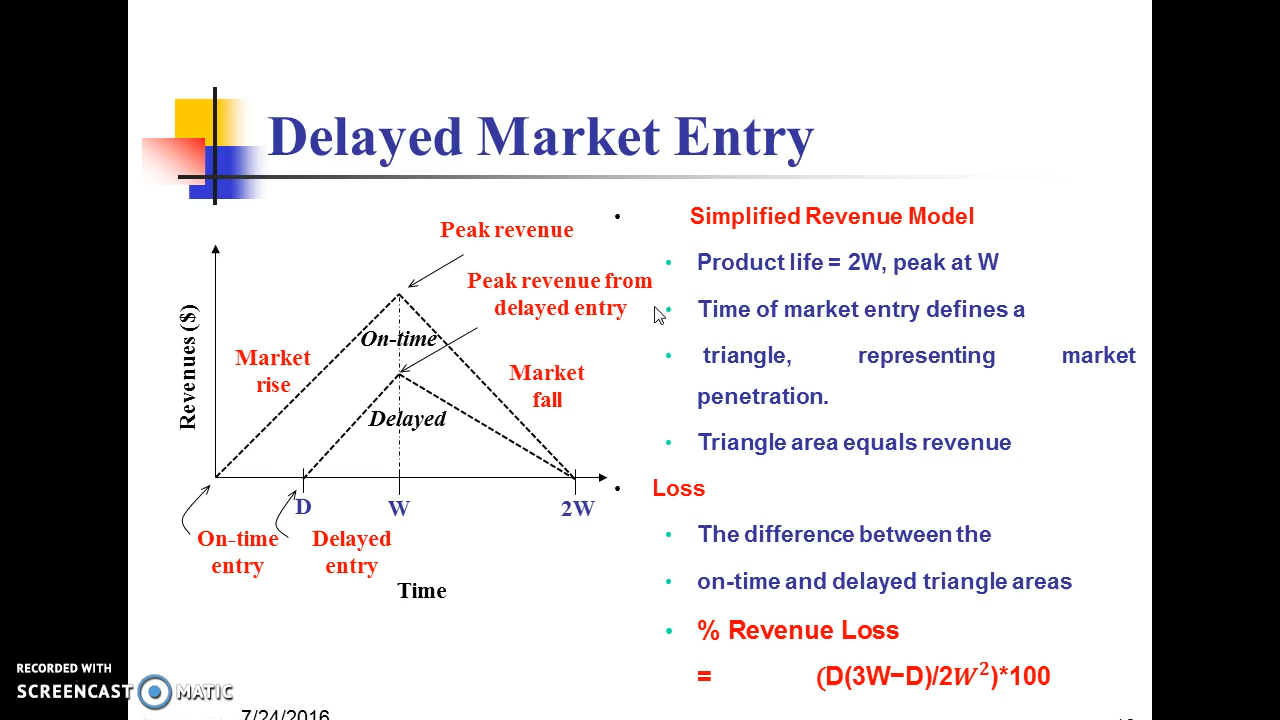 Delayed Market Entry
Peak revenue
Peak revenue from
delayed entry
On-time
Market
rise
Market
fall
Delayed
Revenues ($)
D
W
2W
On-time
entry
Delayed
entry
Time
• Simplified Revenue Model
• Product life = 2W, peak at W
• Time of market entry defines a
• triangle, representing market
penetration.
• Triangle area equals revenue
• Loss
• The difference between the
• on-time and delayed triangle areas
• % Revenue Loss
= (D(3W−D)/2𝑊²)*100
RECORDED WITH
SCREENCAST MATIC
7/24/2016